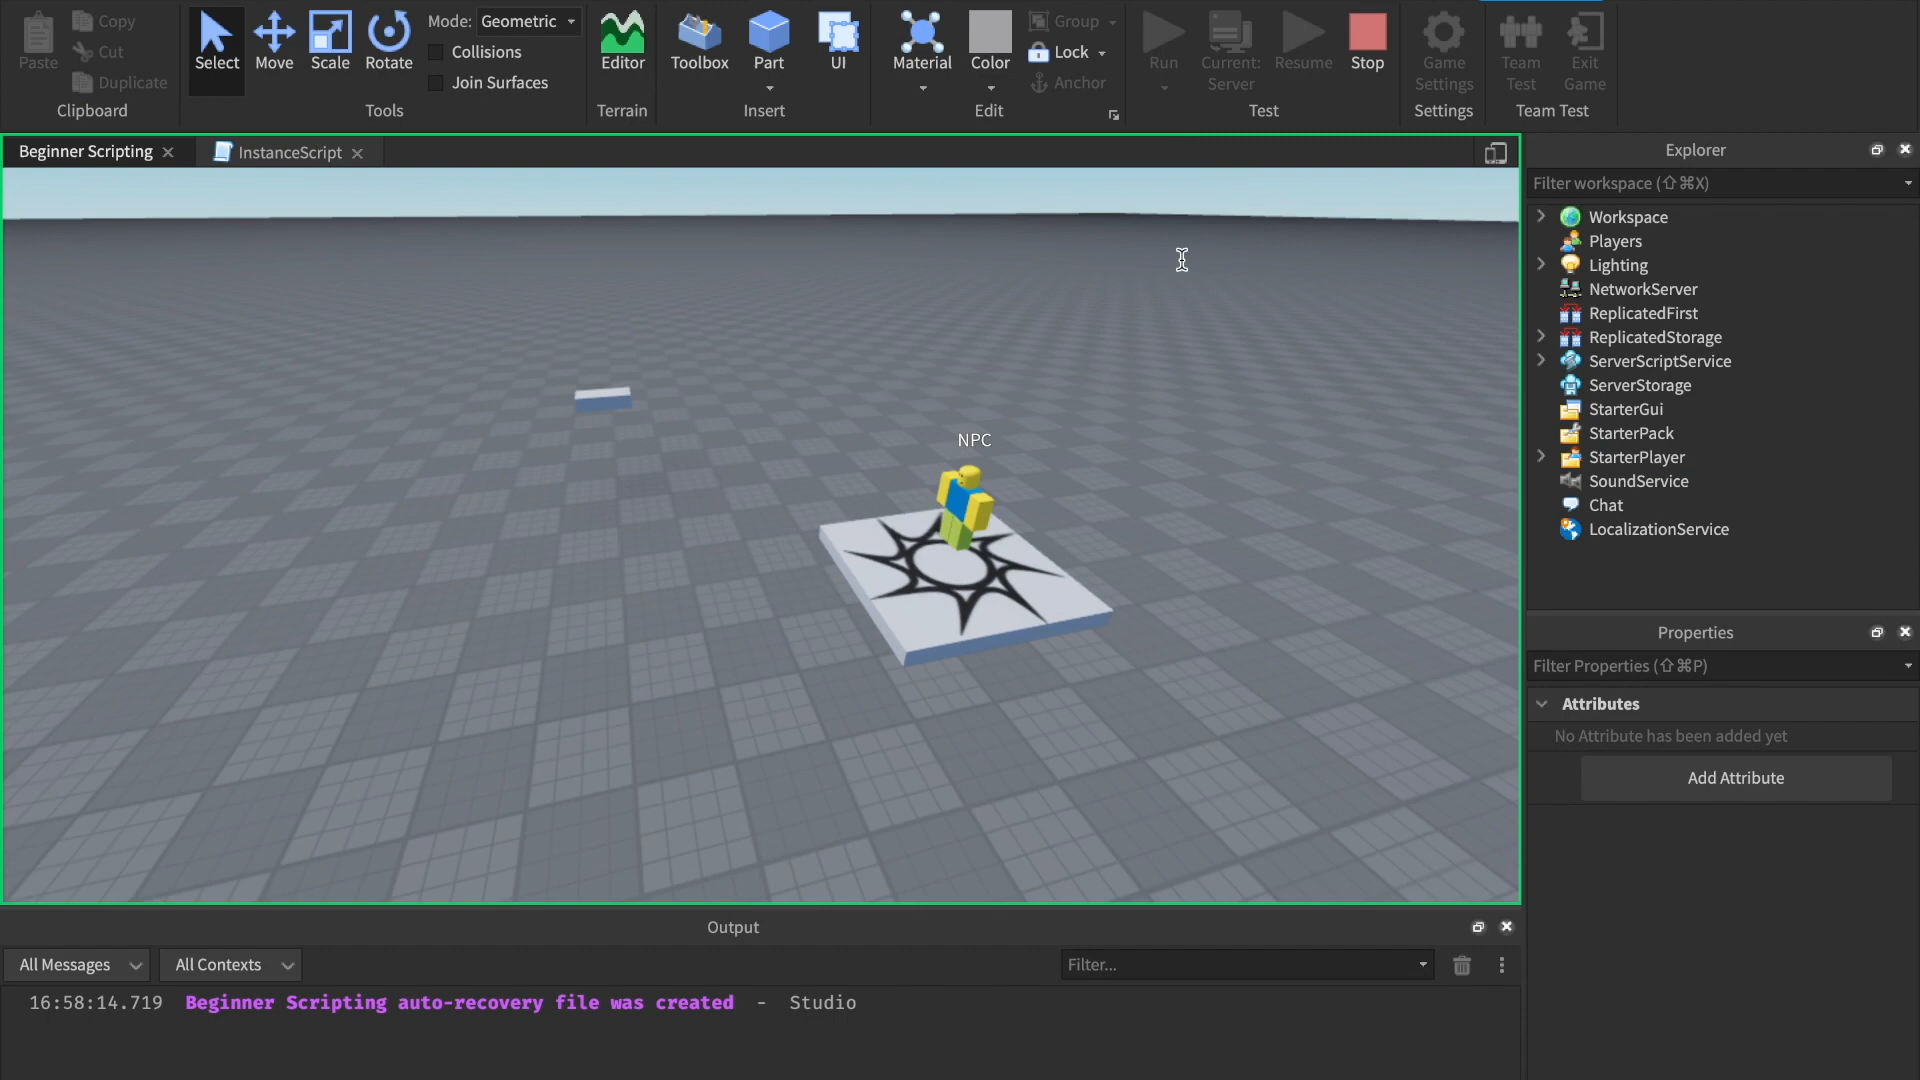 Paste
Copy
Cut
Duplicate
Clipboard
Select
Move
Scale
Rotate
Mode: Geometric
Collisions
Join Surfaces
Tools
Editor
Terrain
Toolbox
Part
UI
Insert
Material
Color
Group
Lock
Anchor
Edit
Run
Current:
Server
Resume
Stop
Test
Game
Settings
Settings
Team
Test
Exit
Game
Team Test
Beginner Scripting
InstanceScript
NPC
Explorer
Filter workspace (⇧⌘X)
Workspace
Players
Lighting
NetworkServer
ReplicatedFirst
ReplicatedStorage
ServerScriptService
ServerStorage
StarterGui
StarterPack
StarterPlayer
SoundService
Chat
LocalizationService
Properties
Filter Properties (⇧⌘P)
Attributes
No Attribute has been added yet
Add Attribute
Output
All Messages
All Contexts
Filter...
16:58:14.719 Beginner Scripting auto-recovery file was created - Studio